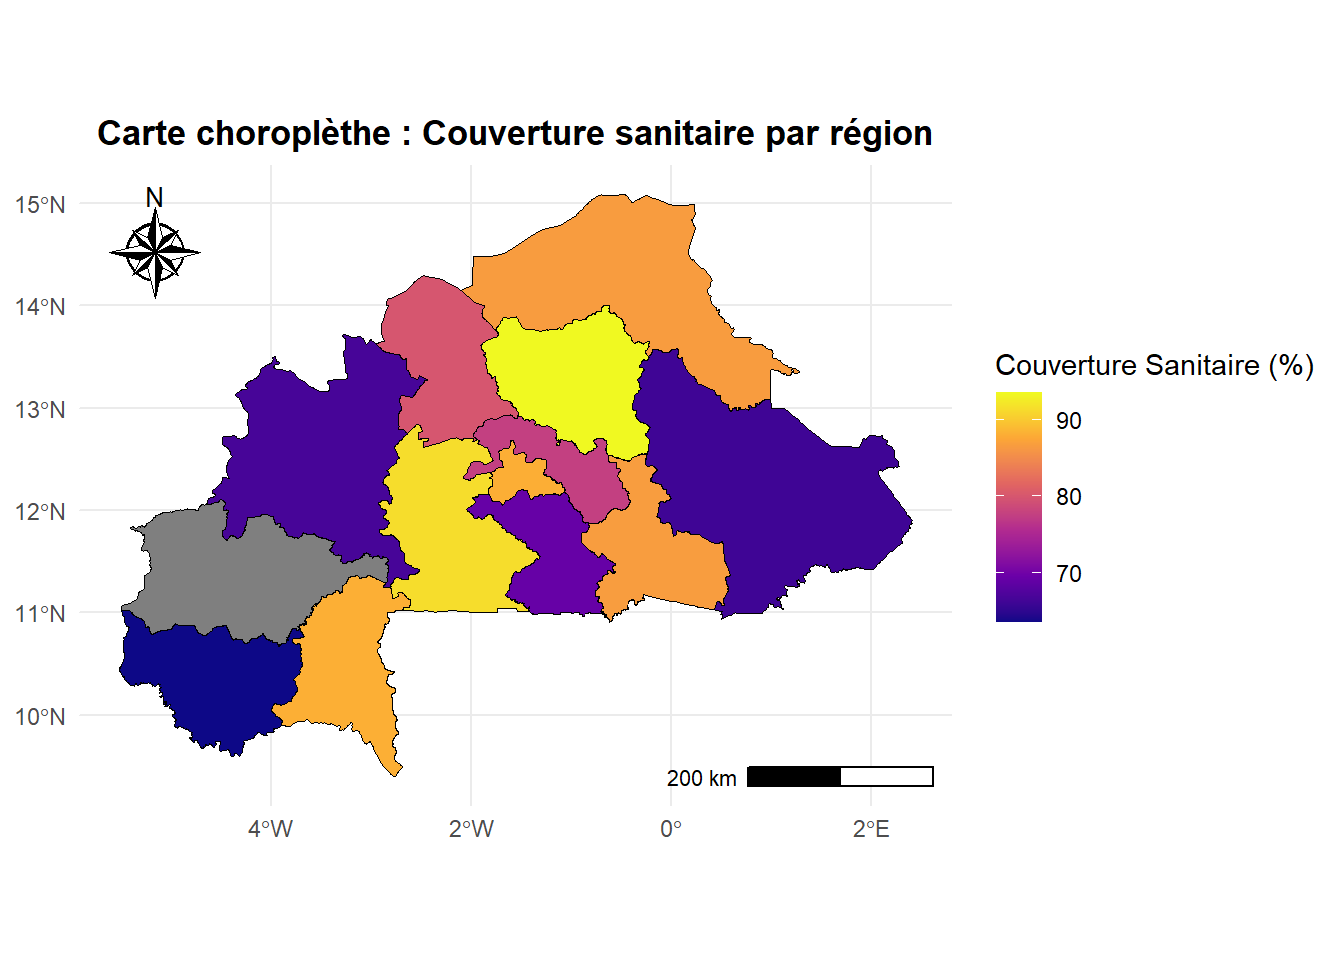 Carte choroplèthe : Couverture sanitaire par région
N
15°N
14°N
13°N
12°N
11°N
10°N
4°W
2°W
0°
2°E
200 km
Couverture Sanitaire (%)
90
80
70